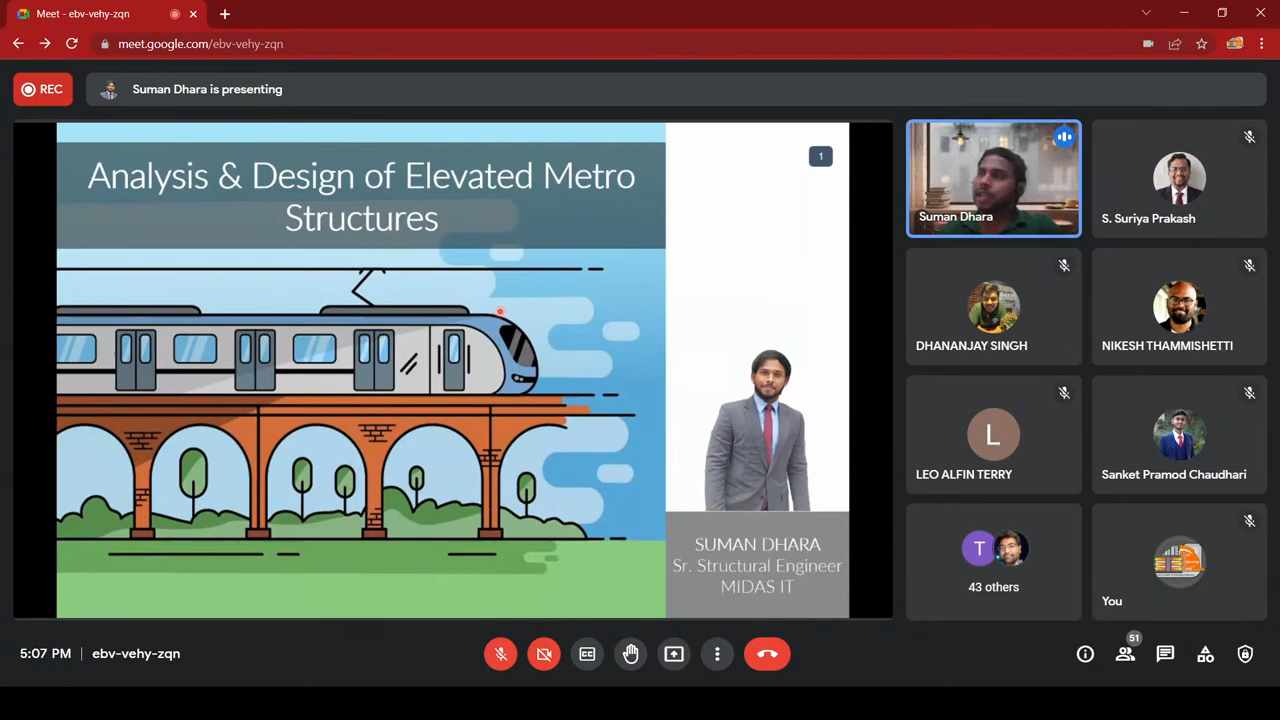 Meet - ebv-vehy-zqn
meet.google.com/ebv-vehy-zqn
REC
Suman Dhara is presenting
Analysis & Design of Elevated Metro
Structures
1
SUMAN DHARA
Sr. Structural Engineer
MIDAS IT
Suman Dhara
S. Suriya Prakash
DHANANJAY SINGH
NIKESH THAMMISHETTI
L
LEO ALFIN TERRY
Sanket Pramod Chaudhari
T
43 others
You
5:07 PM | ebv-vehy-zqn
CC
51